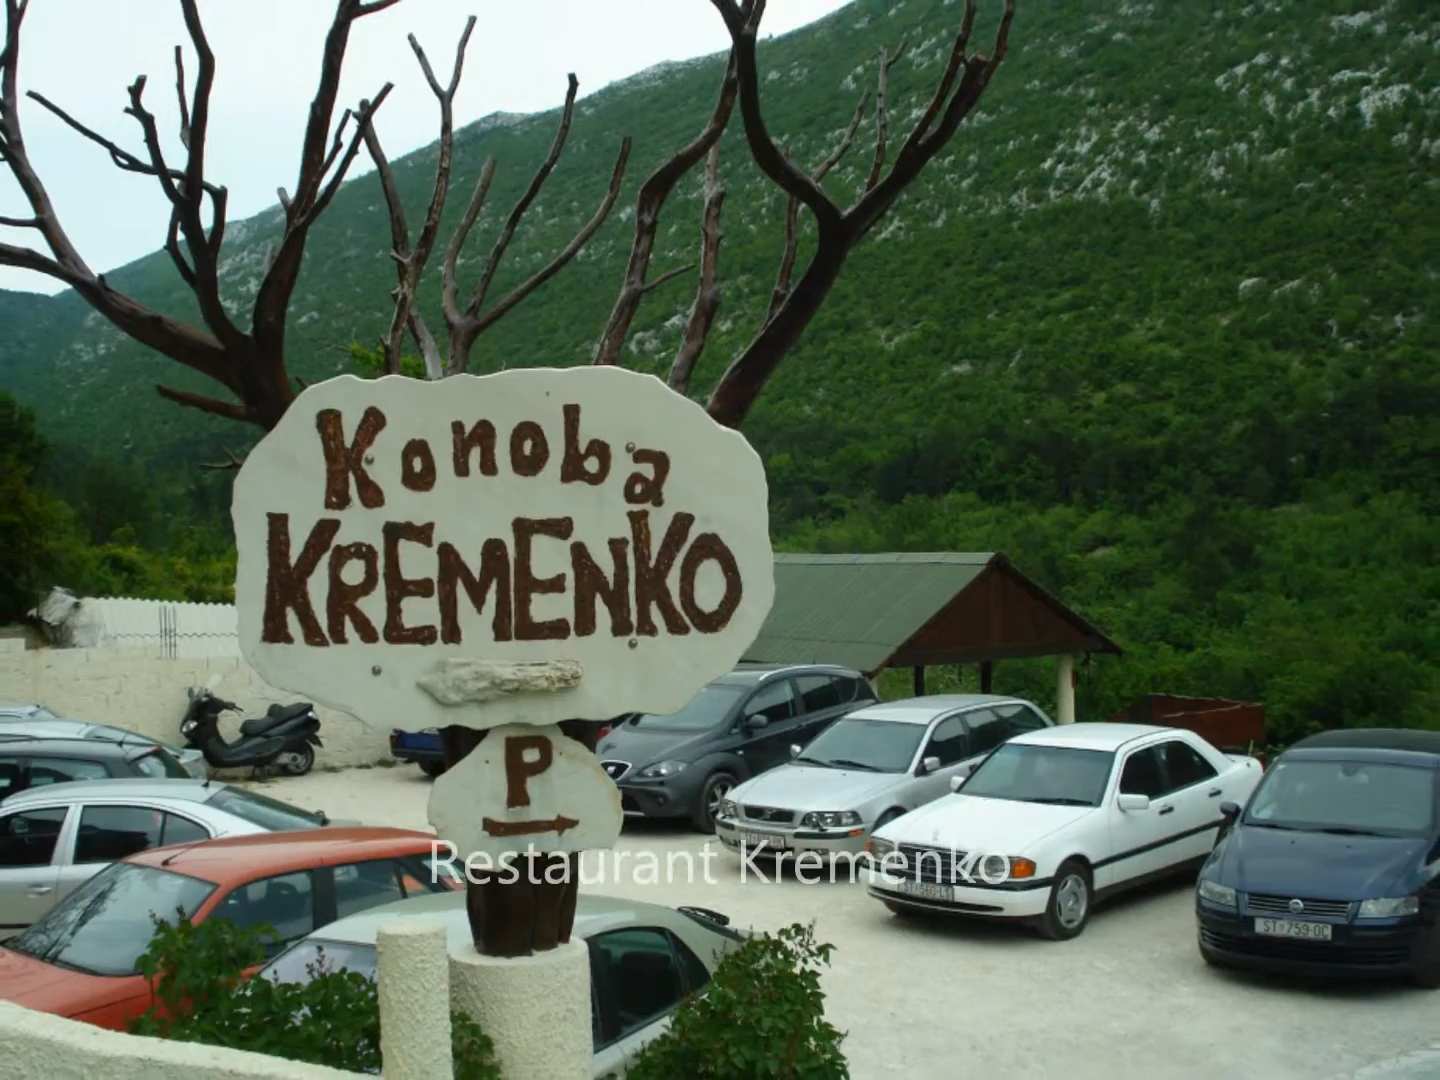 Konoba
KREMENKO
P
Restaurant Kremenko
ST·759-OC